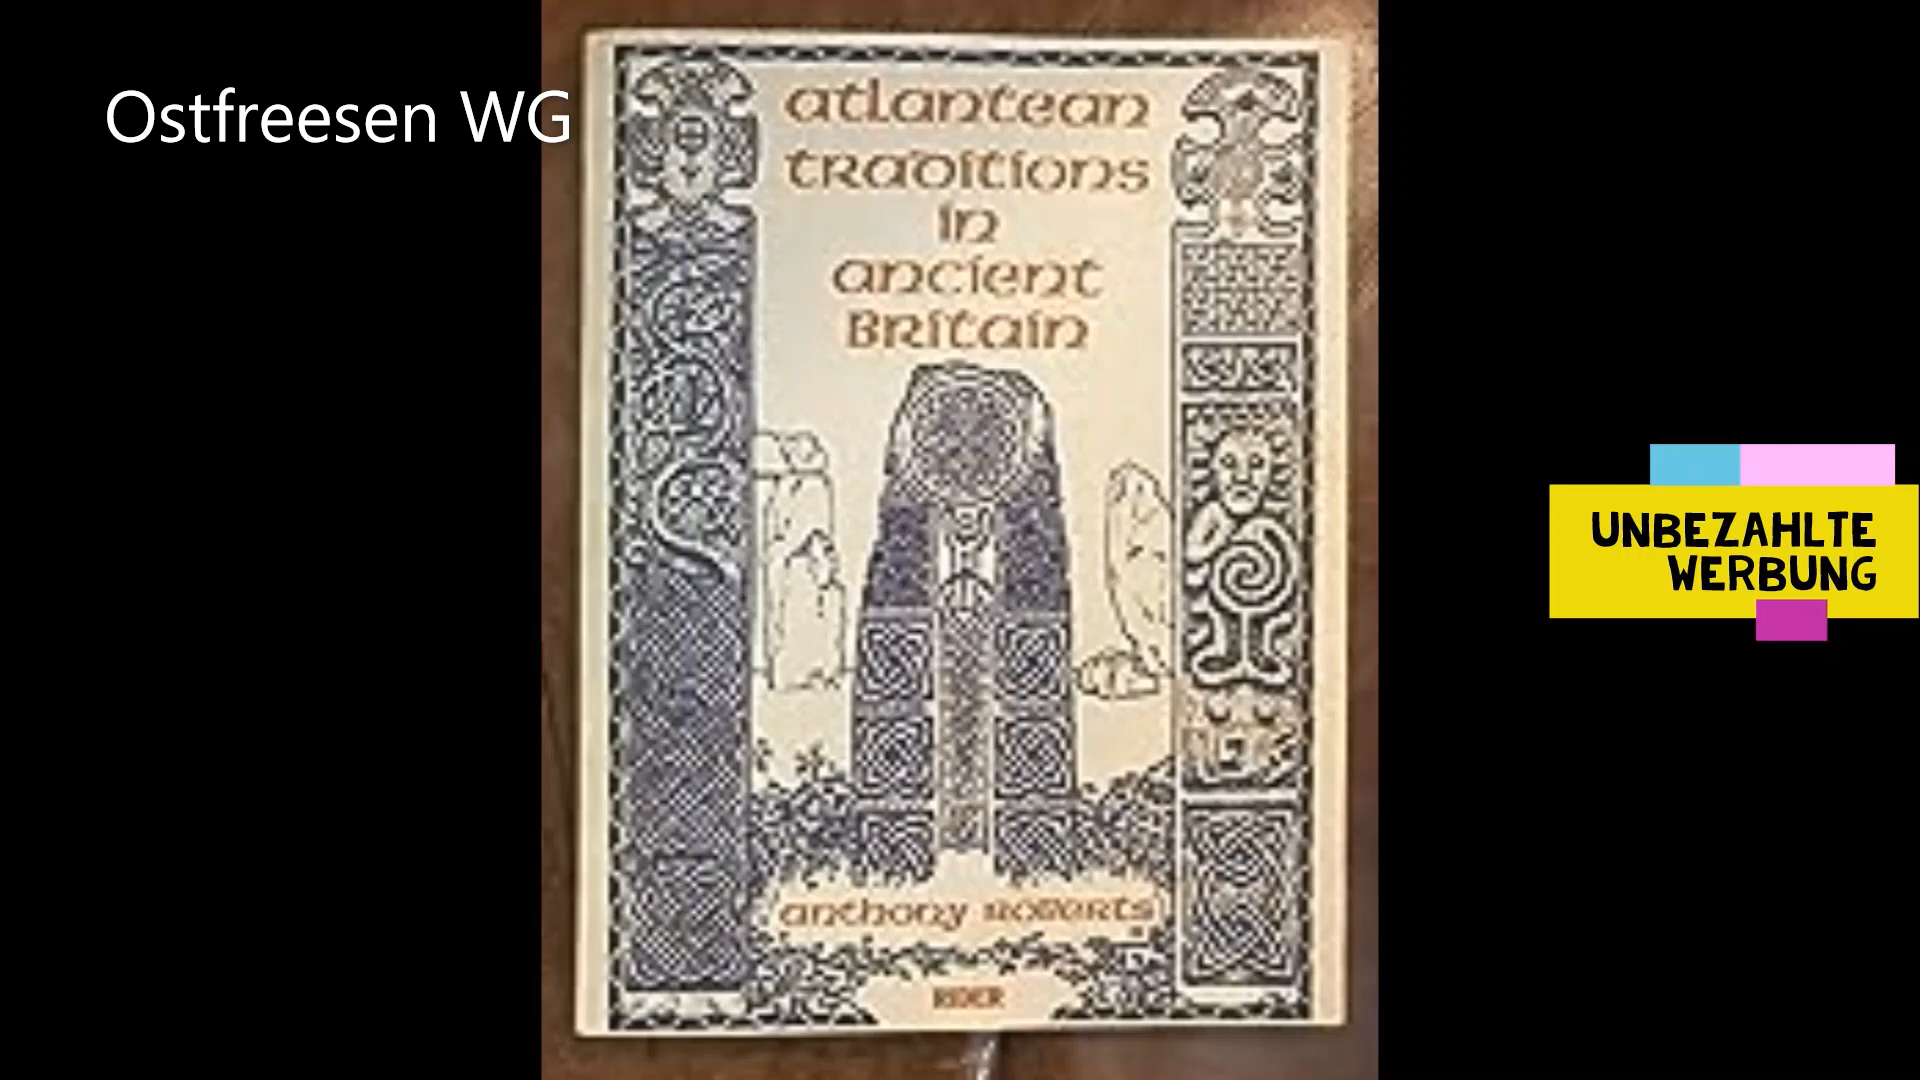 Ostfreesen WG
atlantean
traditions
in
ancient
Britain
anthony Roberts
RIDER
UNBEZAHLTE
WERBUNG